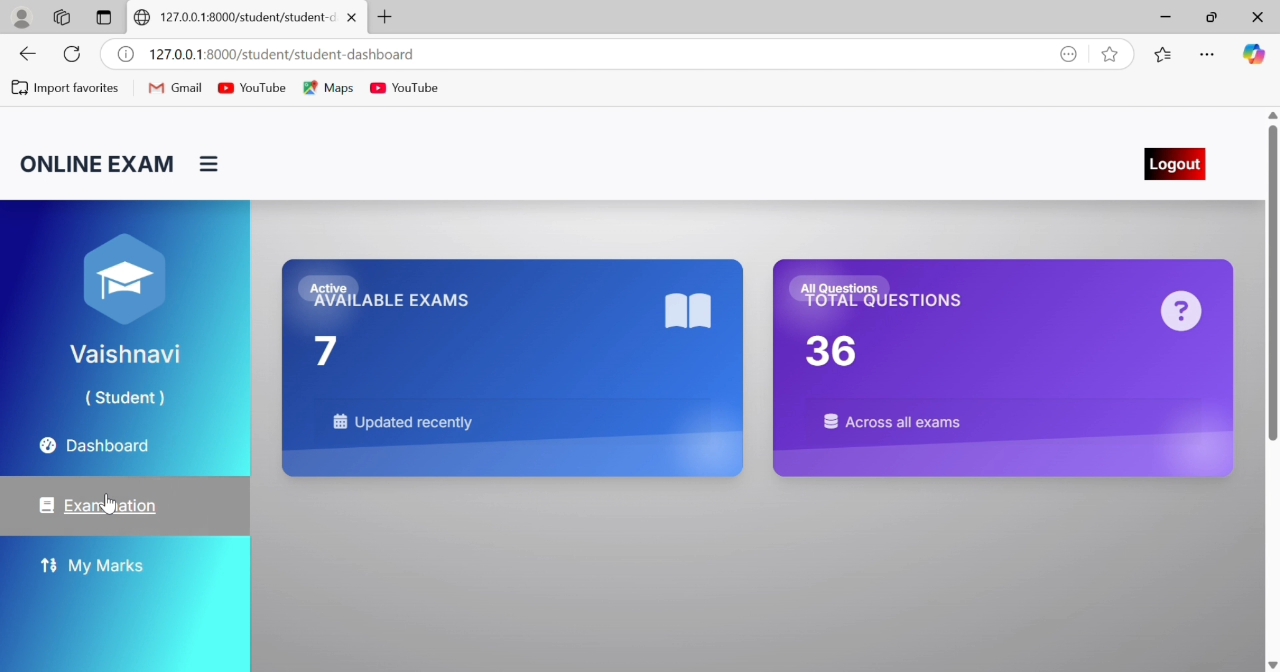 127.0.0.1:8000/student/student-d
127.0.0.1:8000/student/student-dashboard
Import favorites
Gmail
YouTube
Maps
YouTube
ONLINE EXAM
Logout
Vaishnavi
( Student )
Dashboard
Examination
My Marks
Active
AVAILABLE EXAMS
7
Updated recently
All Questions
TOTAL QUESTIONS
?
36
Across all exams